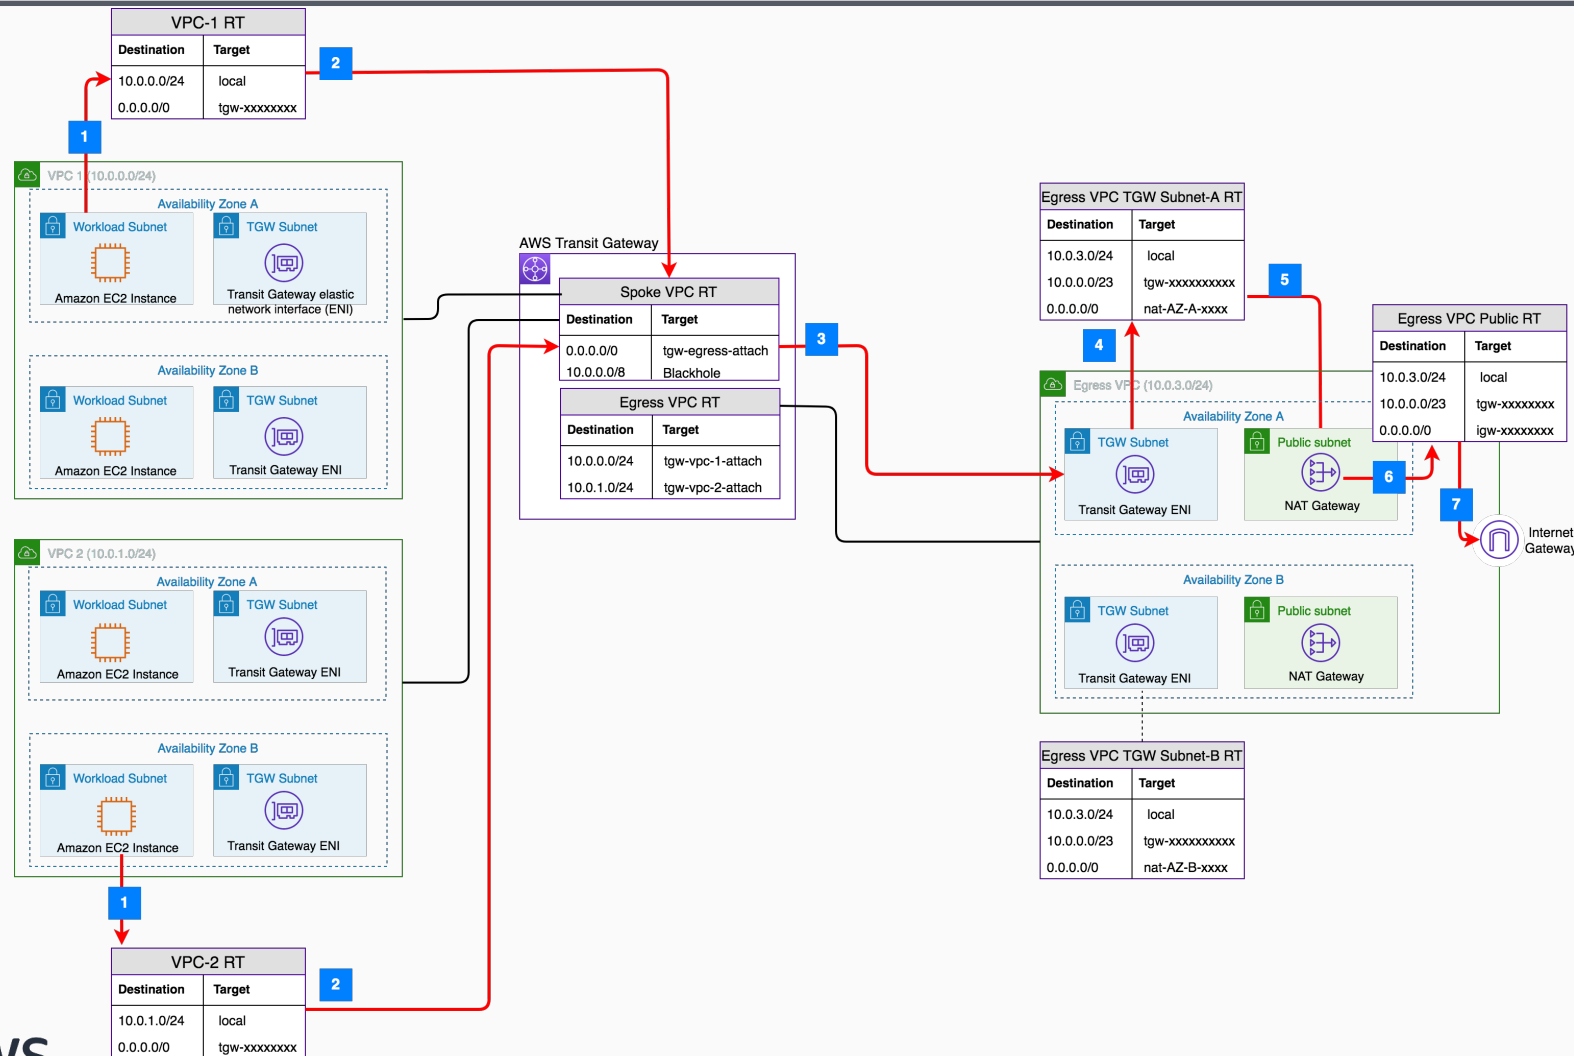 VPC-1 RT
Destination Target
10.0.0.0/24 local
0.0.0.0/0 tgw-xxxxxxxx
2
1
VPC 1 (10.0.0.0/24)
Availability Zone A
Workload Subnet
TGW Subnet
Amazon EC2 Instance
Transit Gateway elastic
network interface (ENI)
Availability Zone B
Workload Subnet
TGW Subnet
Amazon EC2 Instance
Transit Gateway ENI
VPC 2 (10.0.1.0/24)
Availability Zone A
Workload Subnet
TGW Subnet
Amazon EC2 Instance
Transit Gateway ENI
Availability Zone B
Workload Subnet
TGW Subnet
Amazon EC2 Instance
Transit Gateway ENI
1
VPC-2 RT
Destination Target
10.0.1.0/24 local
0.0.0.0/0 tgw-xxxxxxxx
2
AWS Transit Gateway
Spoke VPC RT
Destination Target
0.0.0.0/0 tgw-egress-attach
10.0.0.0/8 Blackhole
Egress VPC RT
Destination Target
10.0.0.0/24 tgw-vpc-1-attach
10.0.1.0/24 tgw-vpc-2-attach
3
Egress VPC TGW Subnet-A RT
Destination Target
10.0.3.0/24 local
10.0.0.0/23 tgw-xxxxxxxxxx
0.0.0.0/0 nat-AZ-A-xxxx
5
4
Egress VPC Public RT
Destination Target
10.0.3.0/24 local
10.0.0.0/23 tgw-xxxxxxxx
0.0.0.0/0 igw-xxxxxxxx
Egress VPC (10.0.3.0/24)
Availability Zone A
TGW Subnet
Public subnet
Transit Gateway ENI
NAT Gateway
6
7
Internet
Gateway
Availability Zone B
TGW Subnet
Public subnet
Transit Gateway ENI
NAT Gateway
Egress VPC TGW Subnet-B RT
Destination Target
10.0.3.0/24 local
10.0.0.0/23 tgw-xxxxxxxxxx
0.0.0.0/0 nat-AZ-B-xxxx